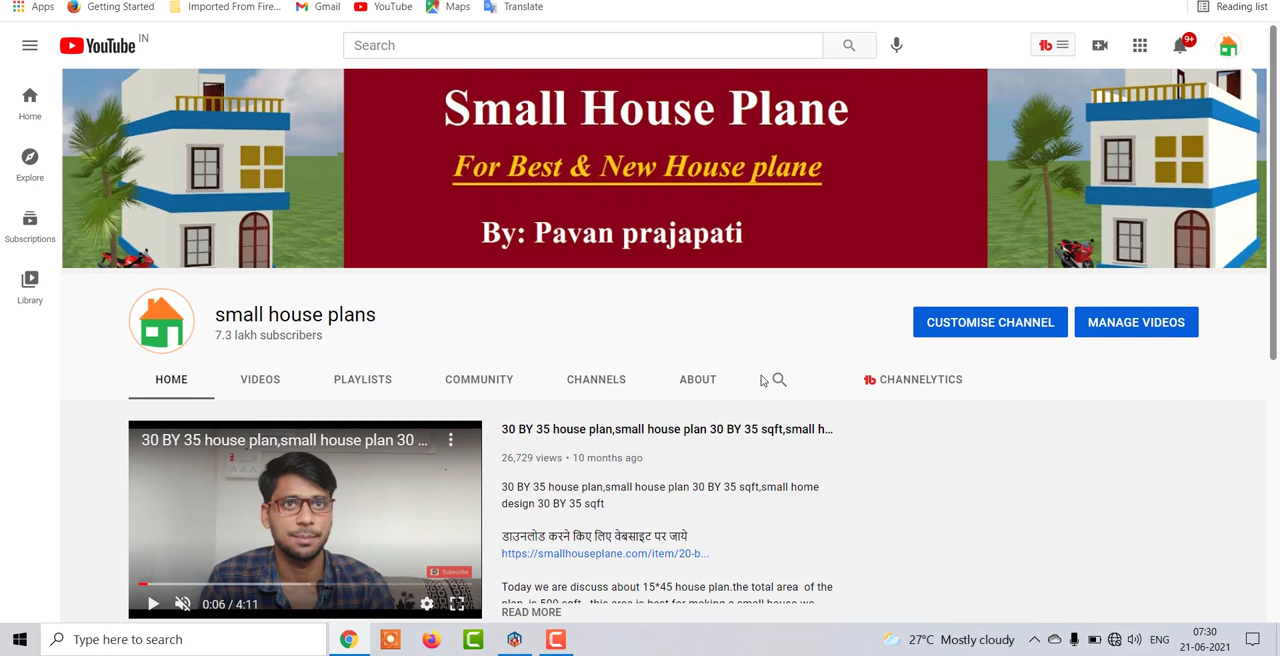 Apps Getting Started Imported From Fire... Gmail YouTube Maps Translate Reading list
YouTube IN
Search
9+
Home
Explore
Subscriptions
Library
Small House Plane
For Best & New House plane
By: Pavan prajapati
small house plans
7.3 lakh subscribers
CUSTOMISE CHANNEL MANAGE VIDEOS
HOME VIDEOS PLAYLISTS COMMUNITY CHANNELS ABOUT CHANNELYTICS
30 BY 35 house plan,small house plan 30 ...
Subscribe
0:06 / 4:11
30 BY 35 house plan,small house plan 30 BY 35 sqft,small h...
26,729 views • 10 months ago
30 BY 35 house plan,small house plan 30 BY 35 sqft,small home
design 30 BY 35 sqft
डाउनलोड करने किए लिए वेबसाइट पर जाये
https://smallhouseplane.com/item/20-b...
Today we are discuss about 15*45 house plan.the total area of the
READ MORE
Type here to search
27°C Mostly cloudy
ENG
07:30
21-06-2021